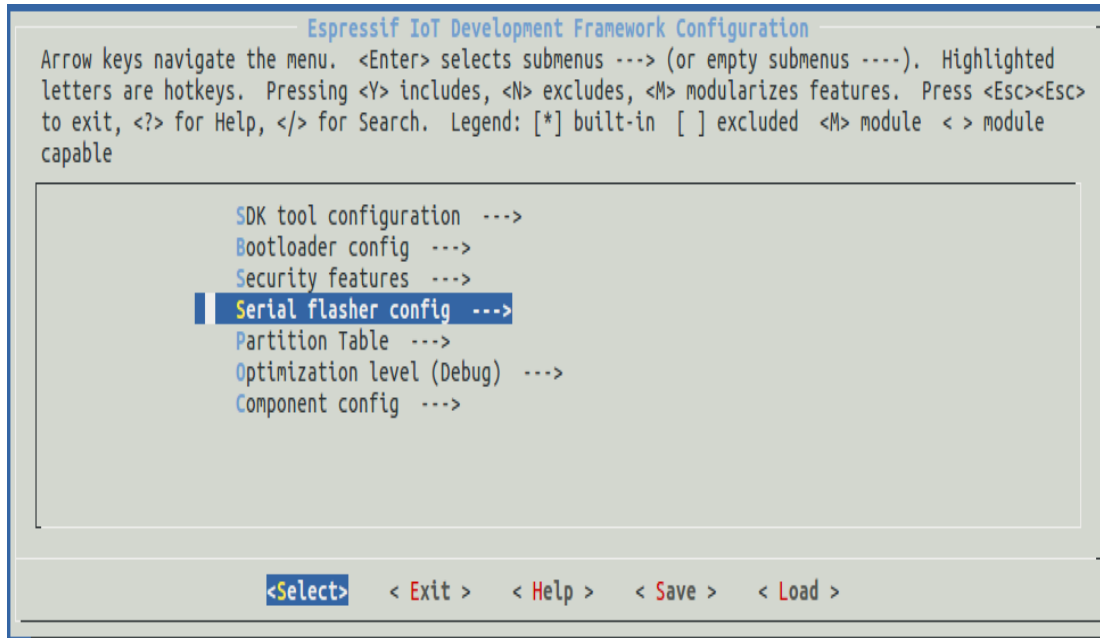 Espressif IoT Development Framework Configuration
Arrow keys navigate the menu.  <Enter> selects submenus ---> (or empty submenus ----).  Highlighted
letters are hotkeys.  Pressing <Y> includes, <N> excludes, <M> modularizes features.  Press <Esc><Esc>
to exit, <?> for Help, </> for Search.  Legend: [*] built-in  [ ] excluded  <M> module  < > module
capable
SDK tool configuration  --->
Bootloader config  --->
Security features  --->
Serial flasher config  --->
Partition Table  --->
Optimization level (Debug)  --->
Component config  --->
<Select>    < Exit >    < Help >    < Save >    < Load >